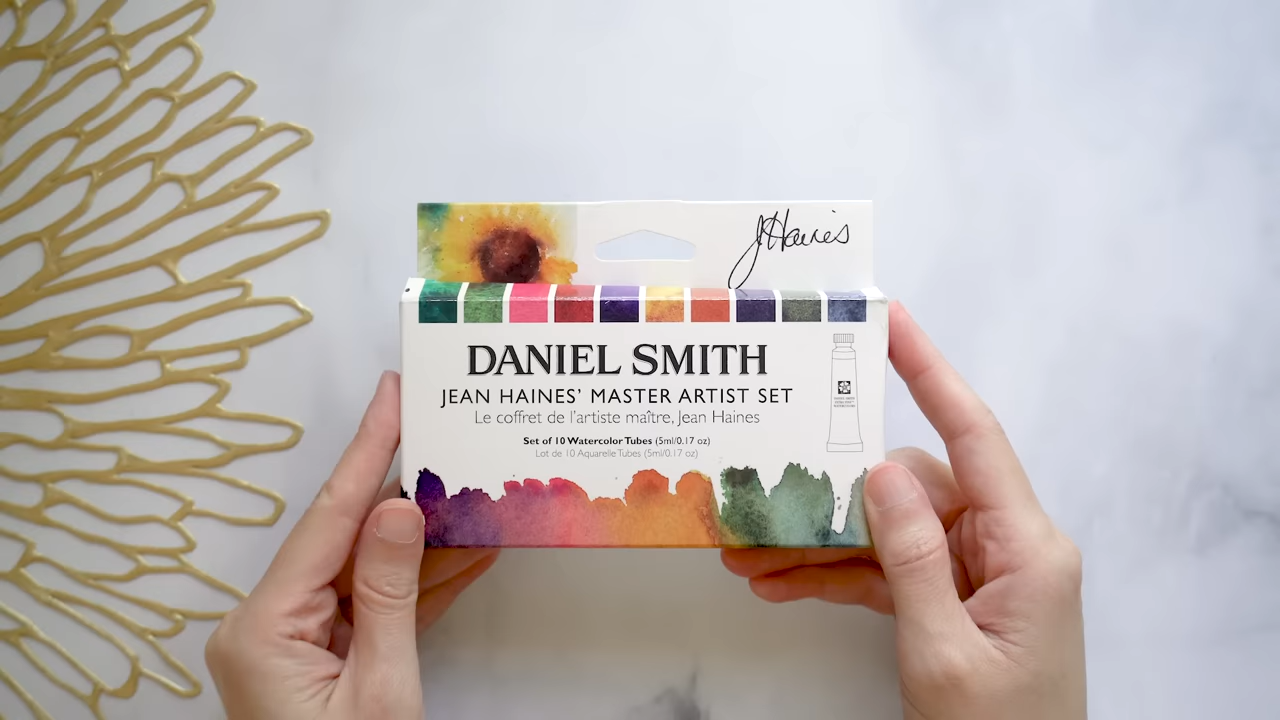 JHaines
DANIEL SMITH
JEAN HAINES' MASTER ARTIST SET
Le coffret de l'artiste maître, Jean Haines
Set of 10 Watercolor Tubes (5ml/0.17 oz)
Lot de 10 Aquarelle Tubes (5ml/0.17 oz)